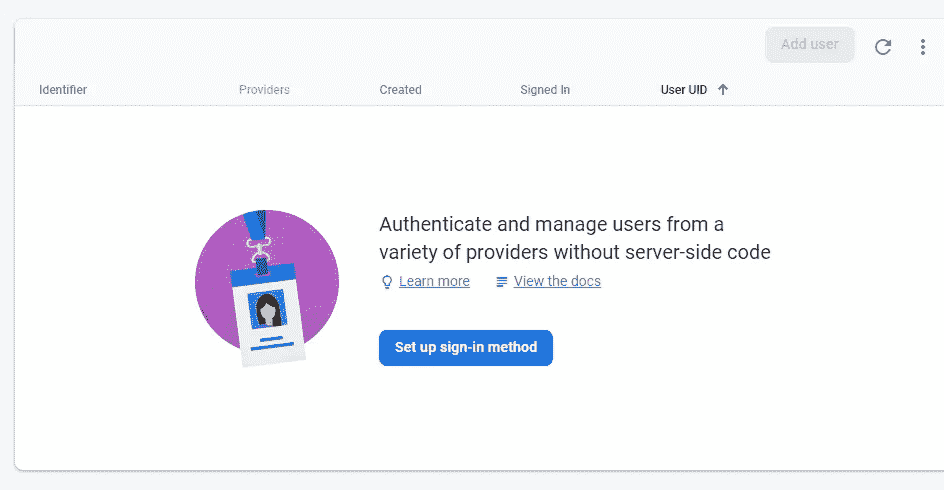 Add user
Identifier Providers Created Signed In User UID
Authenticate and manage users from a
variety of providers without server-side code
Learn more View the docs
Set up sign-in method